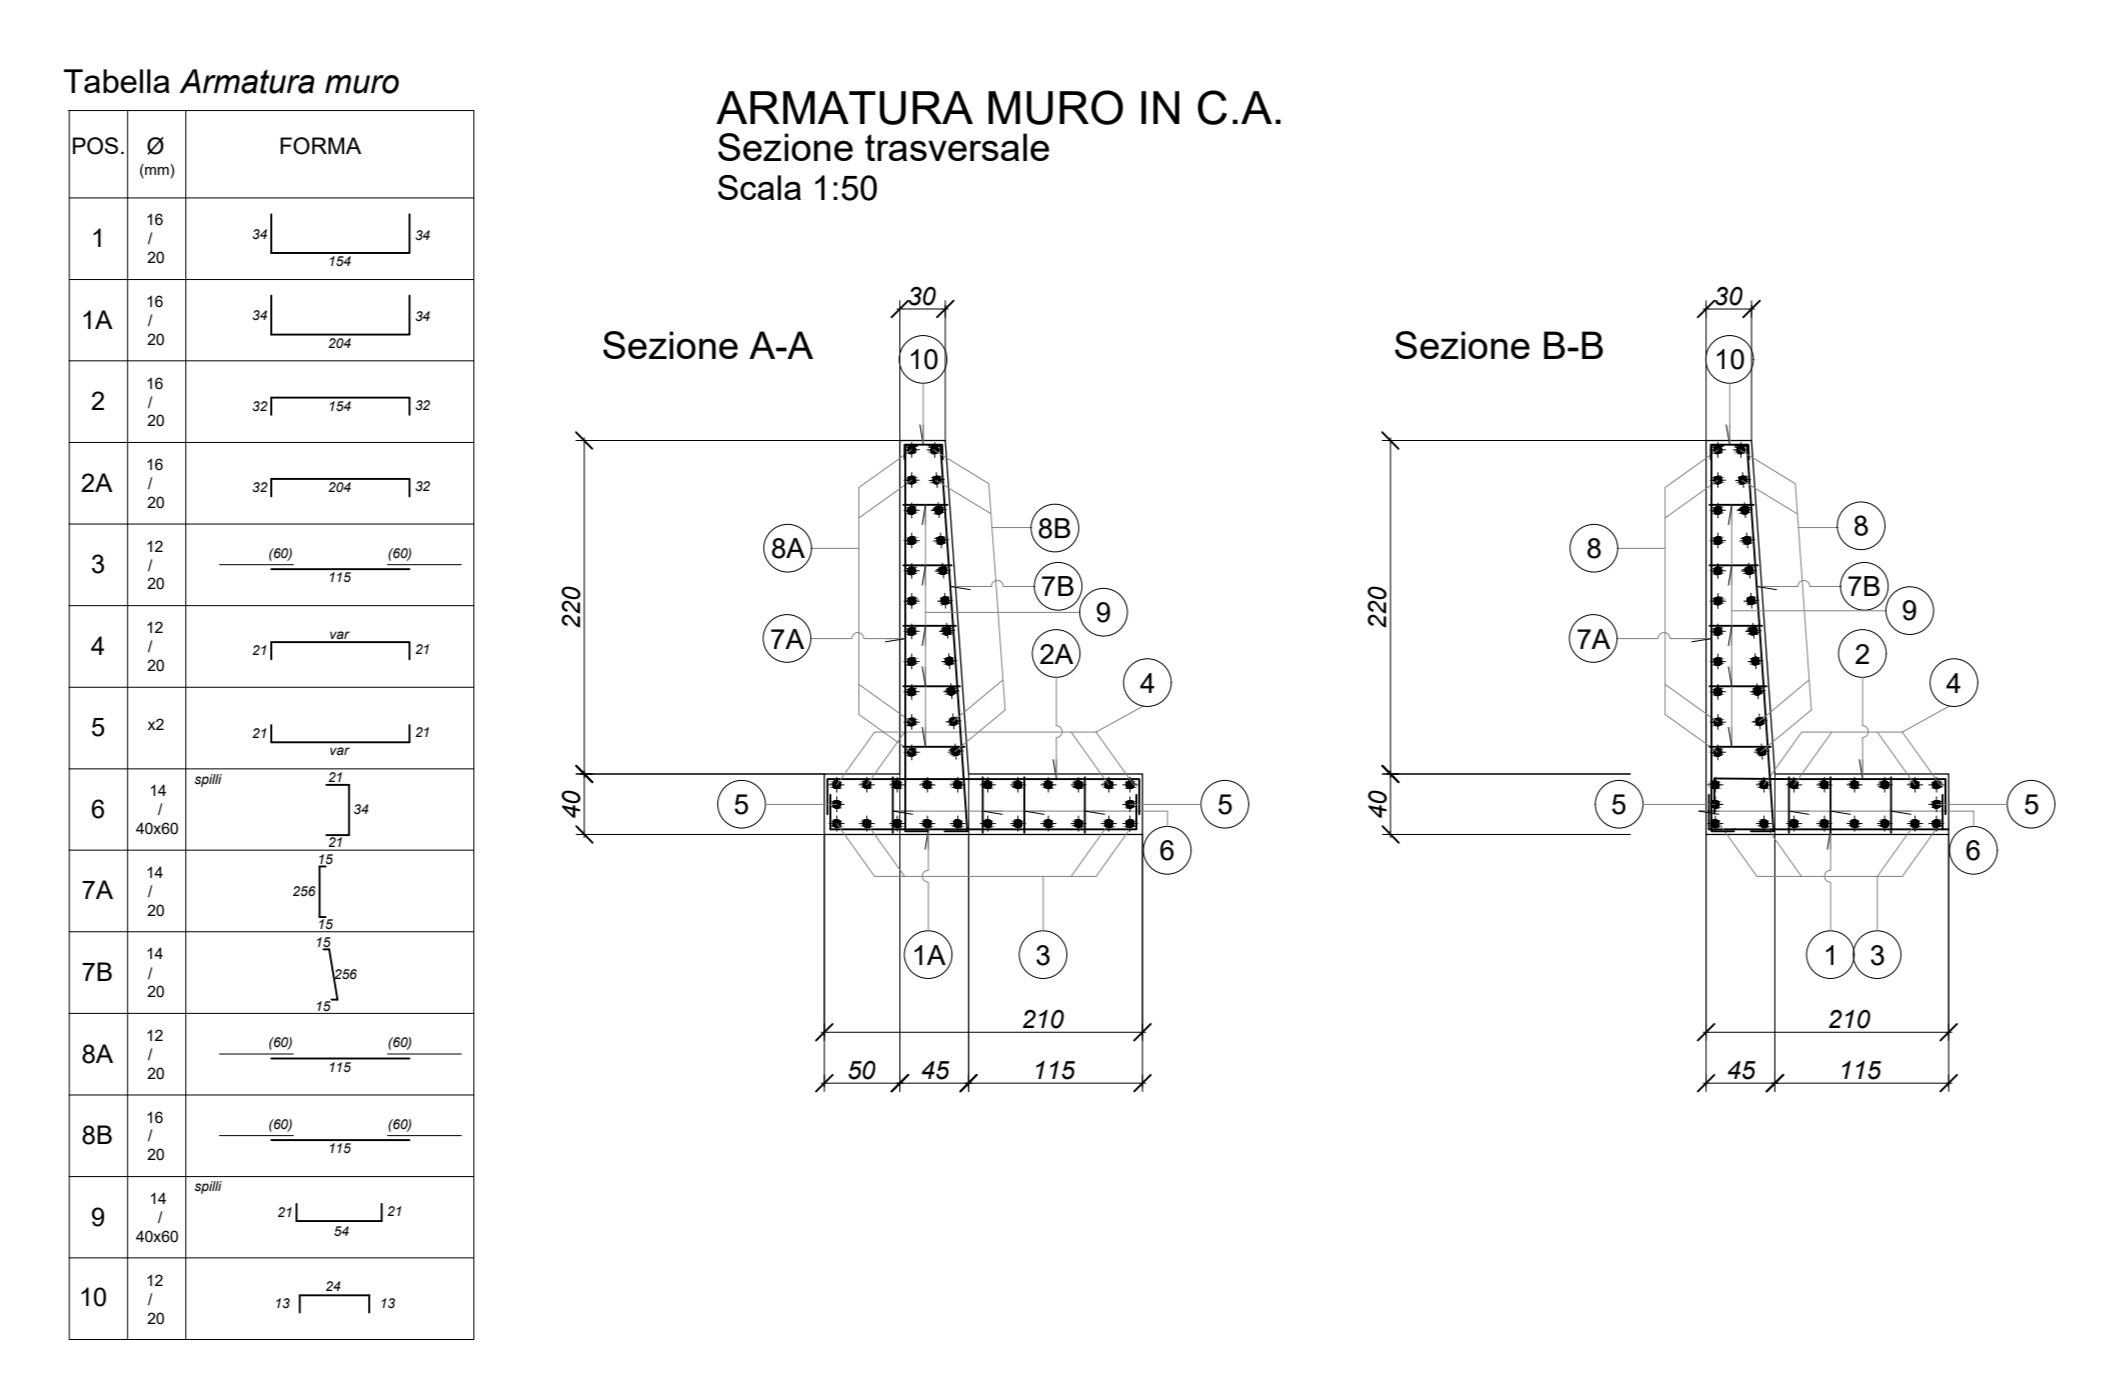 Tabella Armatura muro
POS. Ø (mm) FORMA
1 16 / 20 34 154 34
1A 16 / 20 34 204 34
2 16 / 20 32 154 32
2A 16 / 20 32 204 32
3 12 / 20 (60) 115 (60)
4 12 / 20 21 var 21
5 x2 21 var 21
6 14 / 40x60 spilli 21 34 21
7A 14 / 20 15 256 15
7B 14 / 20 15 256 15
8A 12 / 20 (60) 115 (60)
8B 16 / 20 (60) 115 (60)
9 14 / 40x60 spilli 21 54 21
10 12 / 20 13 24 13
ARMATURA MURO IN C.A.
Sezione trasversale
Scala 1:50
Sezione A-A
30
10
8A
8B
7B
9
7A
2A
4
220
40
5
5
6
1A
3
210
50 45 115
Sezione B-B
30
10
8
8
7B
9
7A
2
4
220
40
5
5
6
1
3
210
45 115